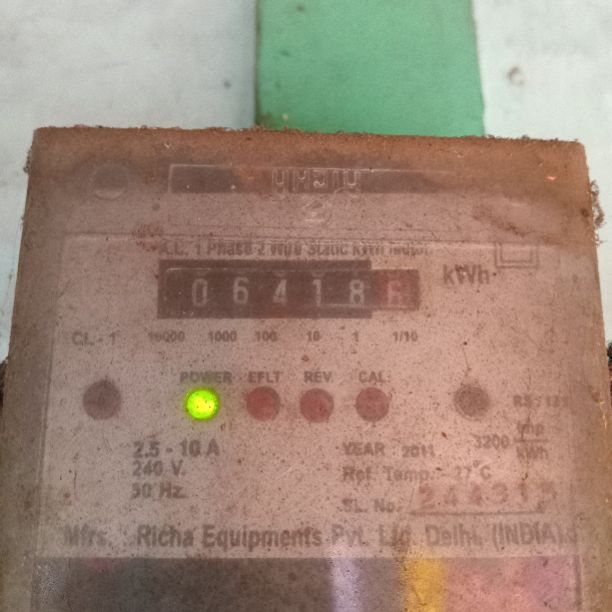 A.C. 1 Phase 2 Wire Static kWh Meter
0 6 4 1 8 kWh
CL - 1 10000 1000 100 10 1 1/10
POWER EFLT REV CAL
2.5 - 10 A YEAR 2011 3200 imp/kWh
240 V. Ref Temp. 27°C
50 Hz. SL. No.
Mfrs. : Richa Equipments Pvt. Ltd. Delhi, (INDIA).